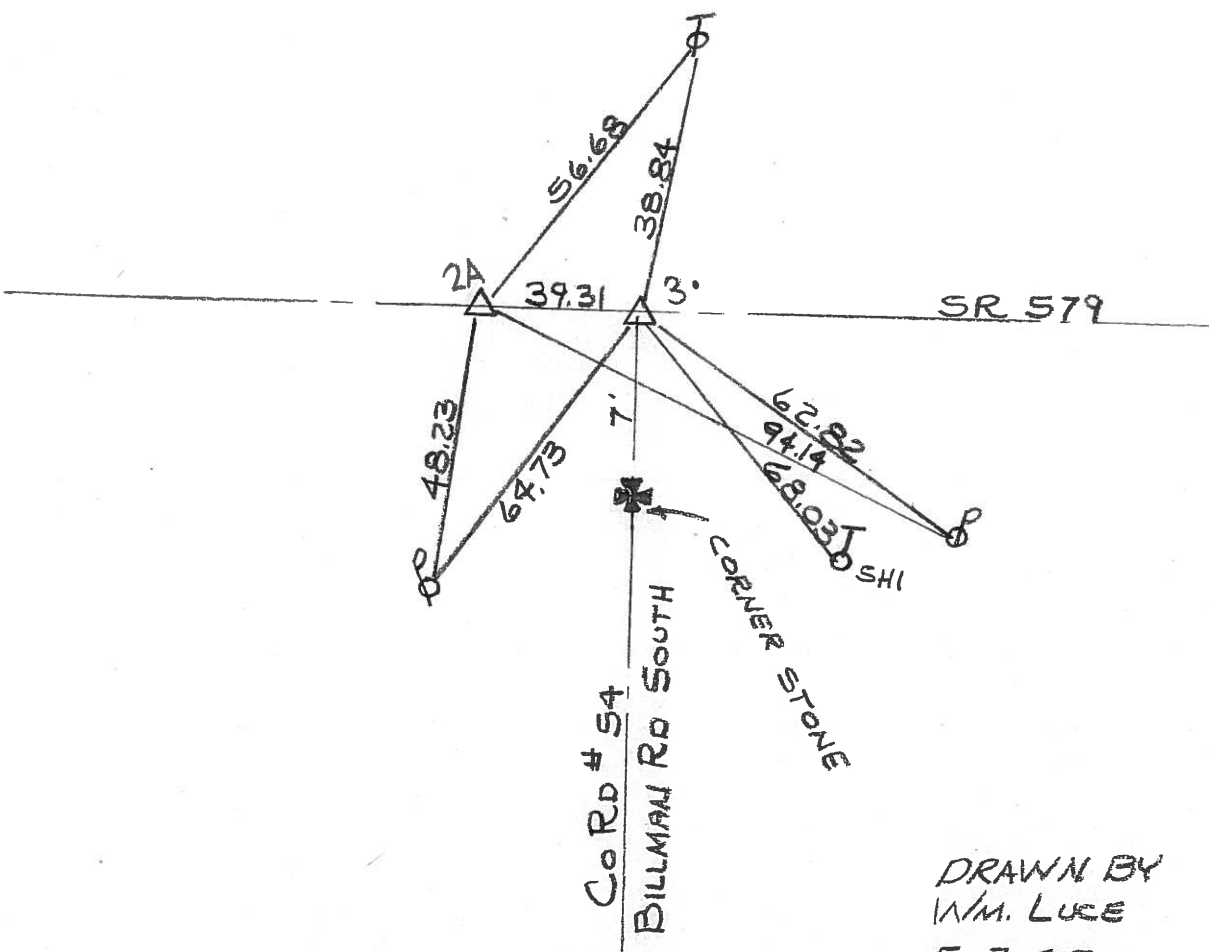 56.68
38.84
2A
39.31
3
SR 579
48.23
64.73
7'
62.82
94.14
68.03
SHI
CORNER STONE
CO RD # 54
BILLMAN RD SOUTH
DRAWN BY
WM. LUCE